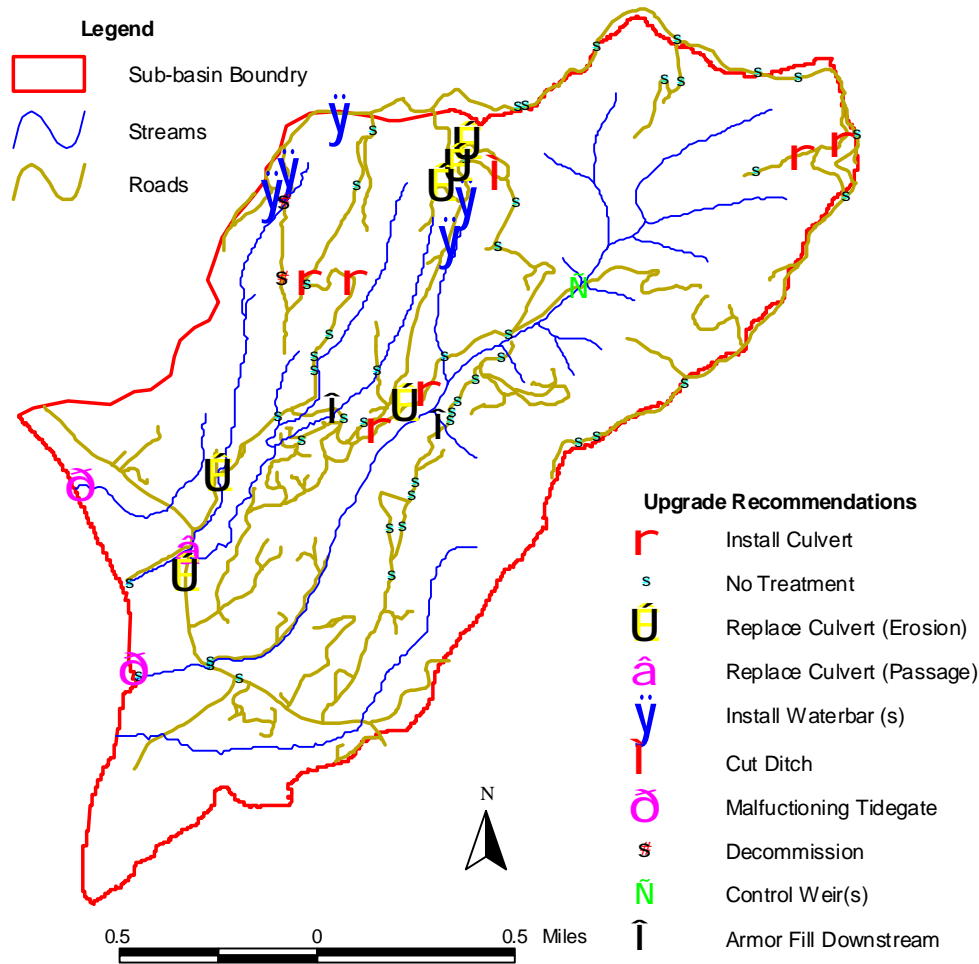 Legend
Sub-basin Boundry
Streams
Roads
Upgrade Recommendations
r Install Culvert
s No Treatment
Ú Replace Culvert (Erosion)
â Replace Culvert (Passage)
ÿ Install Waterbar (s)
Ì Cut Ditch
Ð Malfuctioning Tidegate
s Decommission
Ñ Control Weir(s)
Î Armor Fill Downstream
N
0.5 0 0.5 Miles